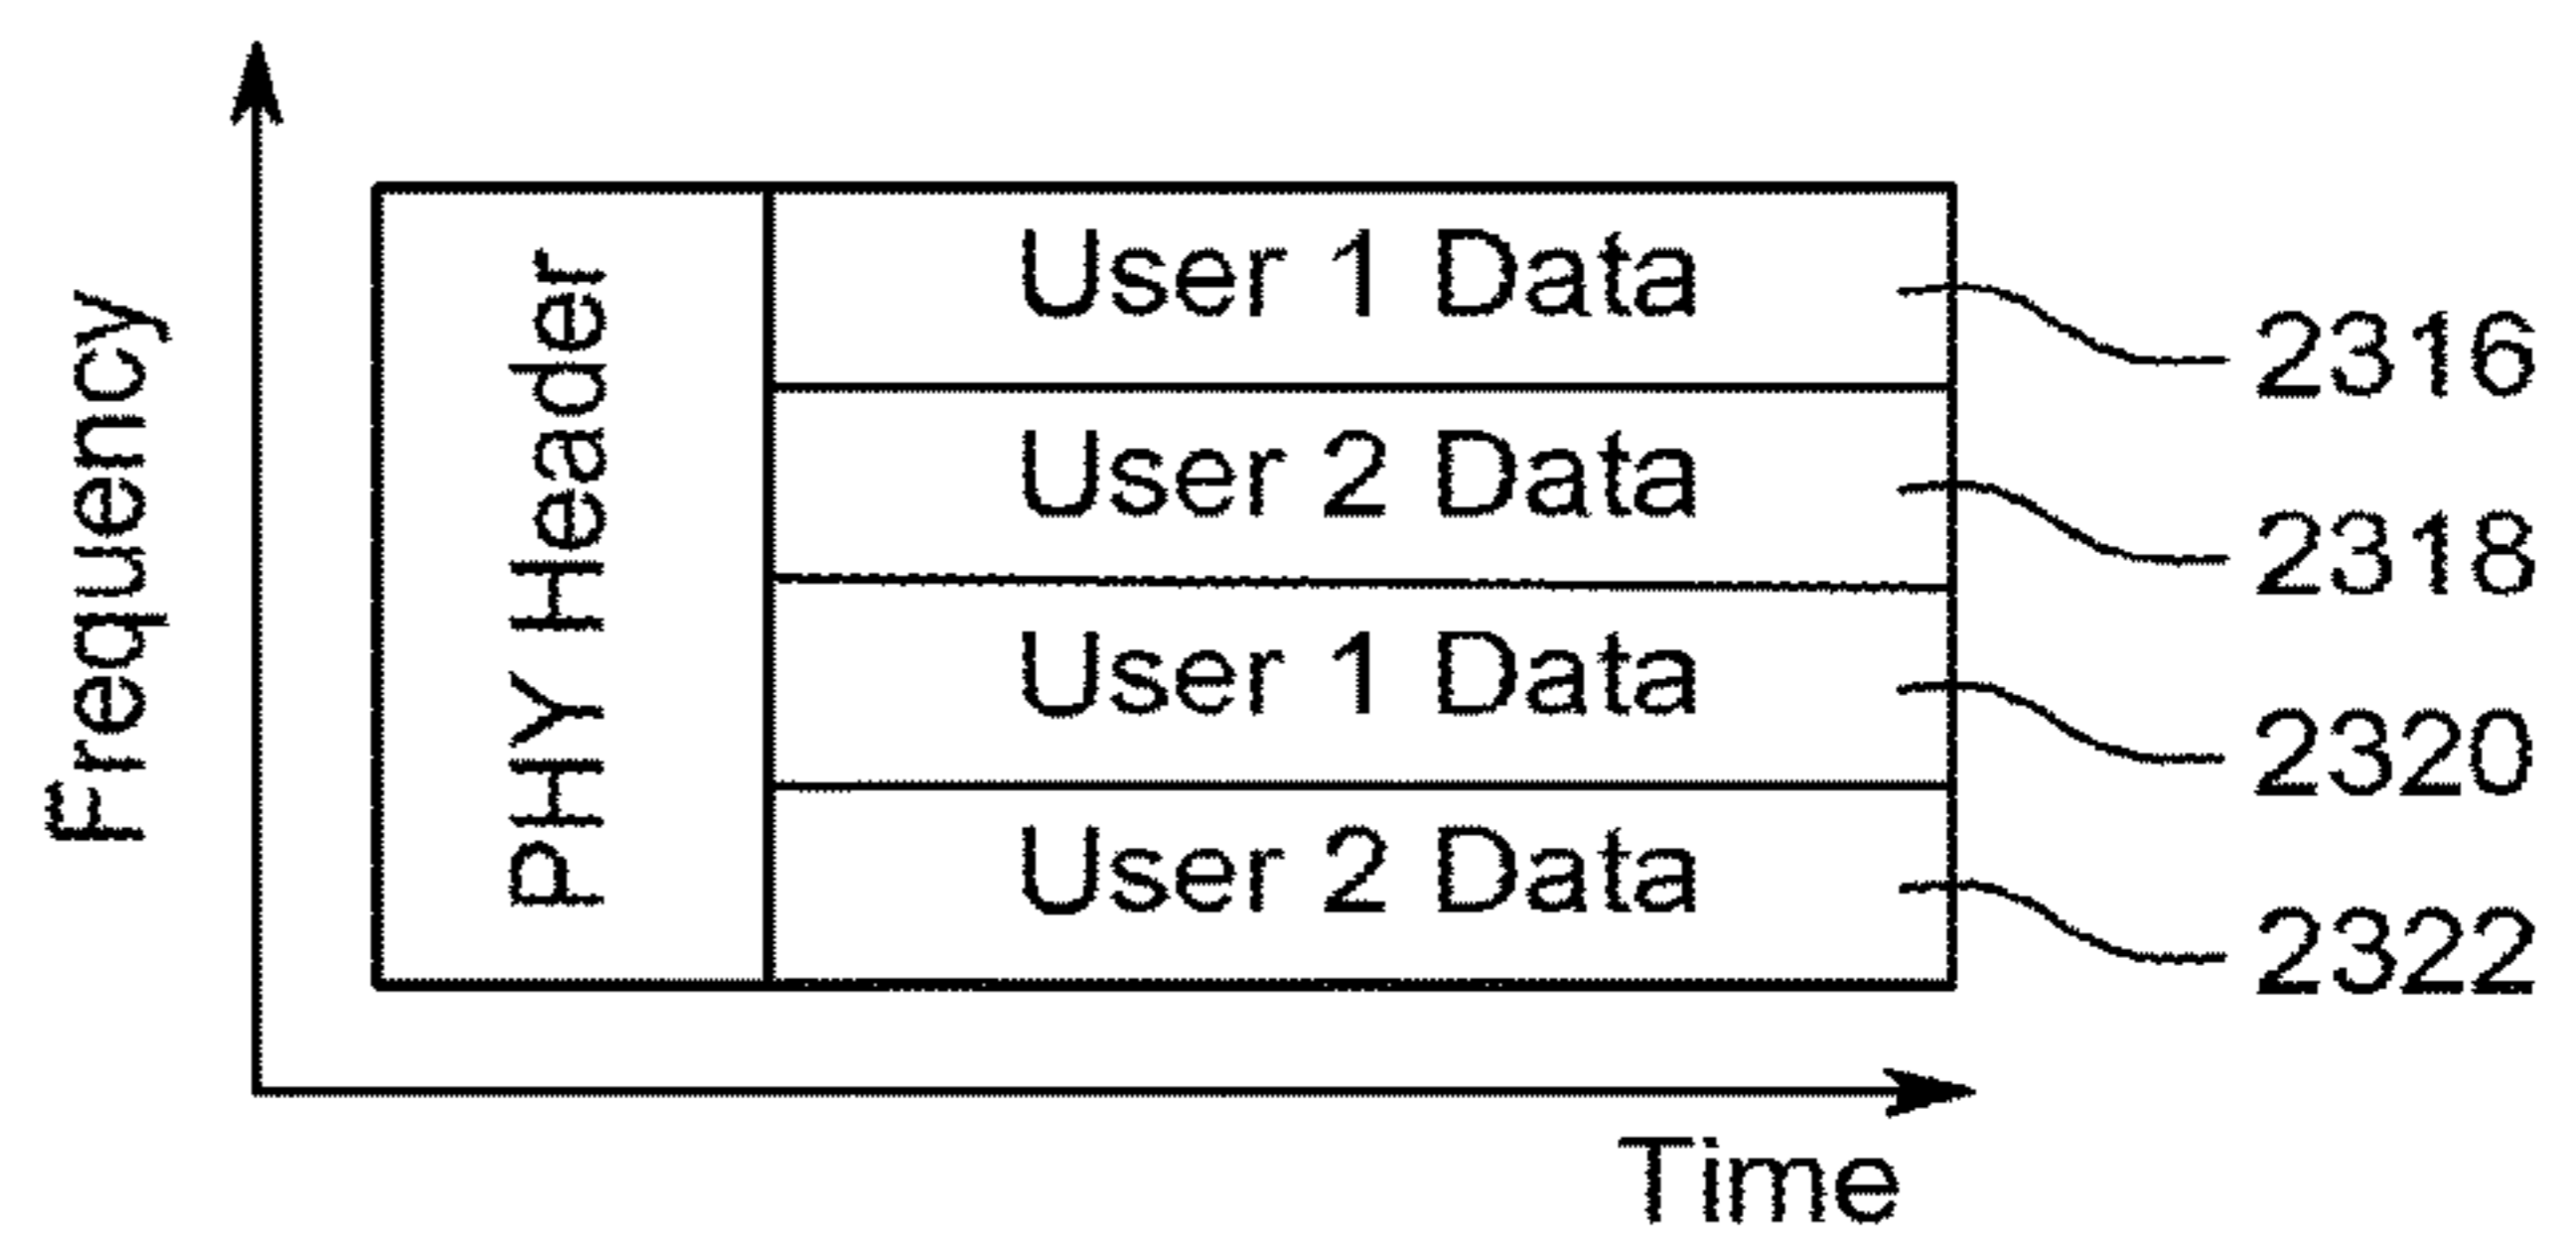 Frequency
PHY Header
User 1 Data
2316
User 2 Data
2318
User 1 Data
2320
User 2 Data
2322
Time